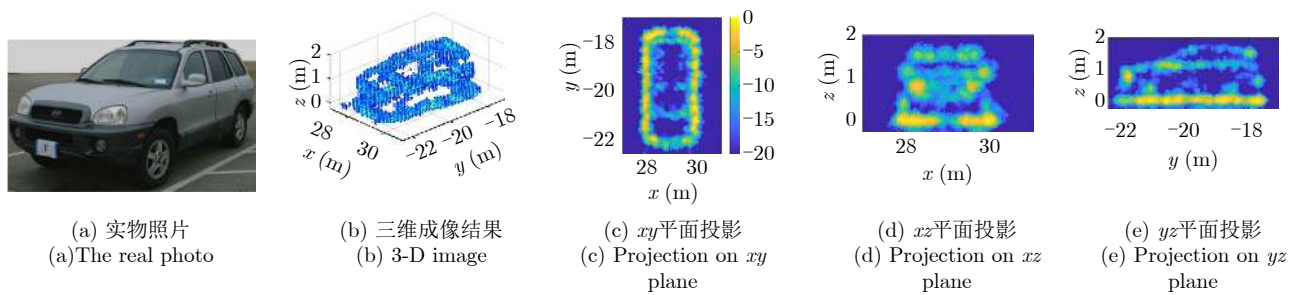 2
1
0
z (m)
28
30
x (m)
−22
−20
−18
y (m)
−18
−20
−22
y (m)
28
30
x (m)
0
−5
−10
−15
−20
2
1
0
z (m)
28
30
x (m)
2
1
0
z (m)
−22
−20
−18
y (m)
(a) 实物照片
(a)The real photo
(b) 三维成像结果
(b) 3-D image
(c) xy平面投影
(c) Projection on xy
plane
(d) xz平面投影
(d) Projection on xz
plane
(e) yz平面投影
(e) Projection on yz
plane